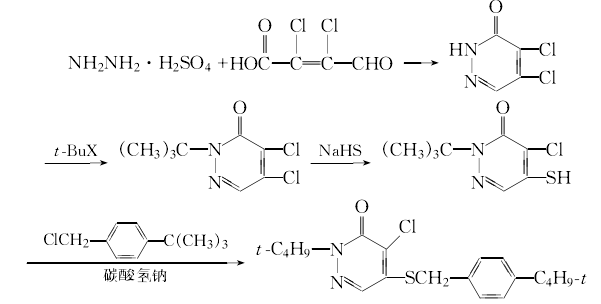 O Cl Cl O
NH2NH2 · H2SO4 + HOC—C=C—CHO HN Cl
N Cl
O O
t-BuX (CH3)3C—N Cl NaHS (CH3)3C—N Cl
N Cl N SH
ClCH2 C(CH3)3 O
碳酸氢钠 t-C4H9—N Cl
N SCH2 C4H9-t